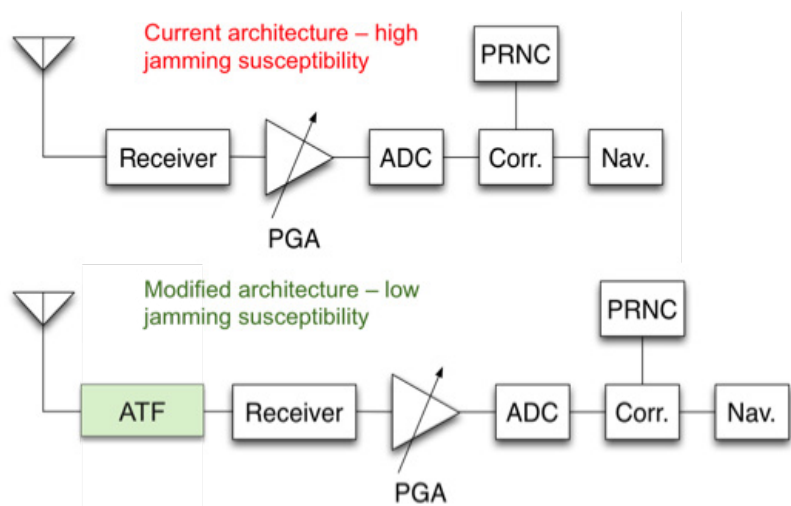 Current architecture – high
jamming susceptibility
PRNC
Receiver
ADC
Corr.
Nav.
PGA
Modified architecture – low
jamming susceptibility
PRNC
ATF
Receiver
ADC
Corr.
Nav.
PGA